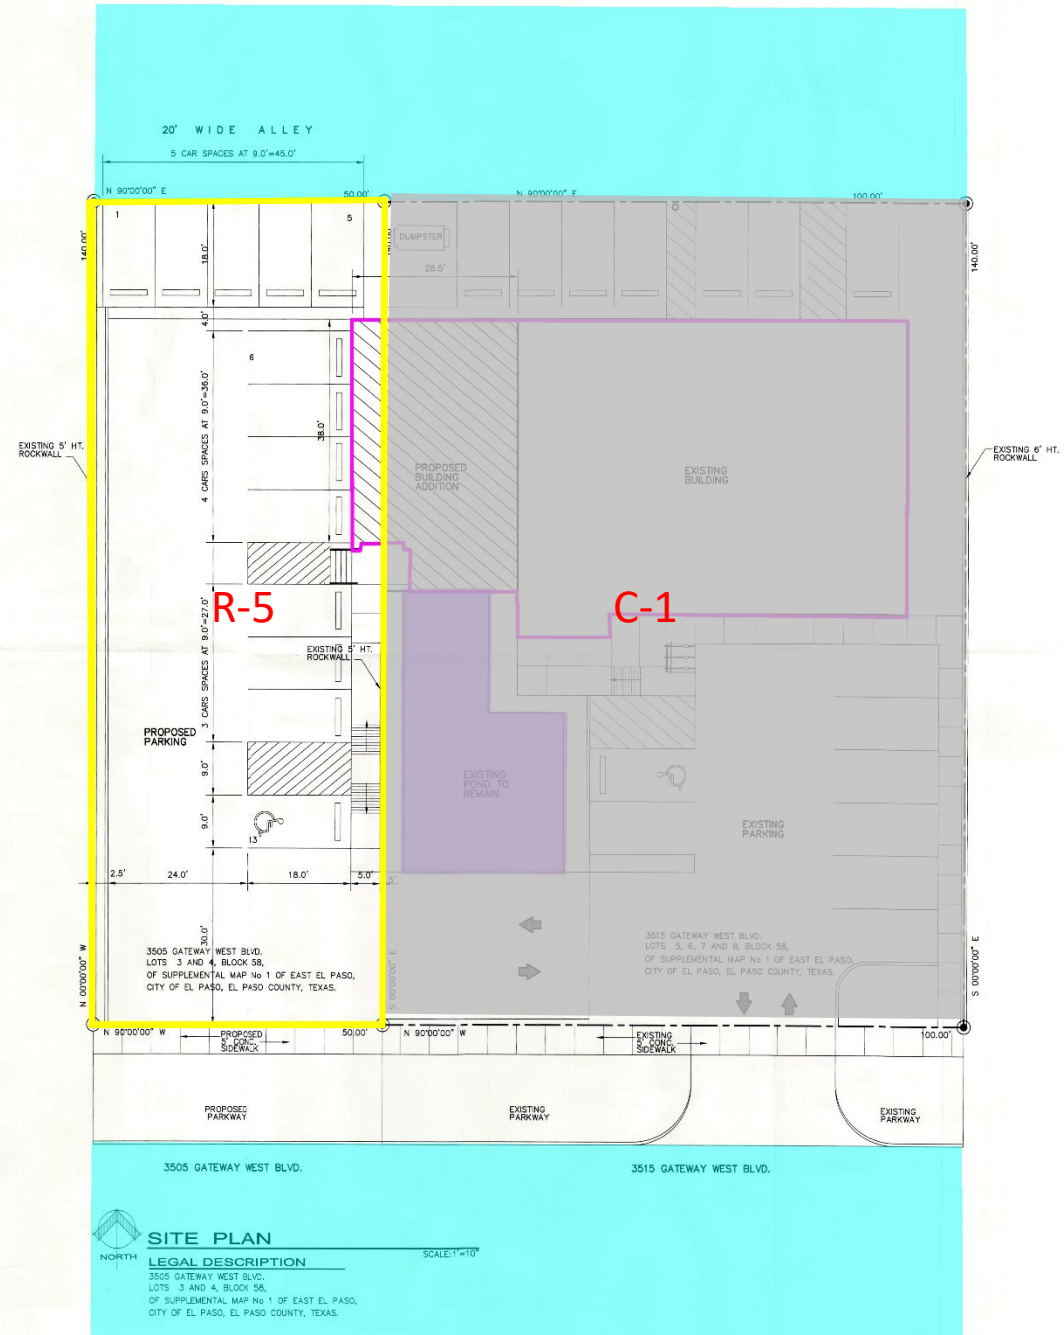 20' WIDE ALLEY
5 CAR SPACES AT 9.0'=45.0'
N 90°00'00" E
50.00'
N 90°00'00" E
100.00'
1
5
140.00'
18.0'
DUMPSTER
28.5'
140.00'
4.0'
6
4 CARS SPACES AT 9.0'=36.0'
38.0'
EXISTING 5' HT.
ROCKWALL
PROPOSED
BUILDING
ADDITION
EXISTING
BUILDING
EXISTING 6' HT.
ROCKWALL
R-5
C-1
3 CARS SPACES AT 9.0'=27.0'
EXISTING 5' HT.
ROCKWALL
PROPOSED
PARKING
9.0'
EXISTING
POND TO
REMAIN
9.0'
13
EXISTING
PARKING
2.5'
24.0'
18.0'
5.0'
30.0'
3505 GATEWAY WEST BLVD.
LOTS 3 AND 4, BLOCK 58,
OF SUPPLEMENTAL MAP No 1 OF EAST EL PASO,
CITY OF EL PASO, EL PASO COUNTY, TEXAS.
3515 GATEWAY WEST BLVD.
LOTS 5, 6, 7 AND 8, BLOCK 58,
OF SUPPLEMENTAL MAP No 1 OF EAST EL PASO,
CITY OF EL PASO, EL PASO COUNTY, TEXAS.
N 00°00'00" W
S 00°00'00" E
S 00°00'00" E
N 90°00'00" W
50.00'
N 90°00'00" W
100.00'
PROPOSED
5' CONC.
SIDEWALK
EXISTING
5' CONC.
SIDEWALK
PROPOSED
PARKWAY
EXISTING
PARKWAY
EXISTING
PARKWAY
3505 GATEWAY WEST BLVD.
3515 GATEWAY WEST BLVD.
NORTH
SITE PLAN
SCALE: 1"=10"
LEGAL DESCRIPTION
3505 GATEWAY WEST BLVD.
LOTS 3 AND 4, BLOCK 58,
OF SUPPLEMENTAL MAP No 1 OF EAST EL PASO,
CITY OF EL PASO, EL PASO COUNTY, TEXAS.